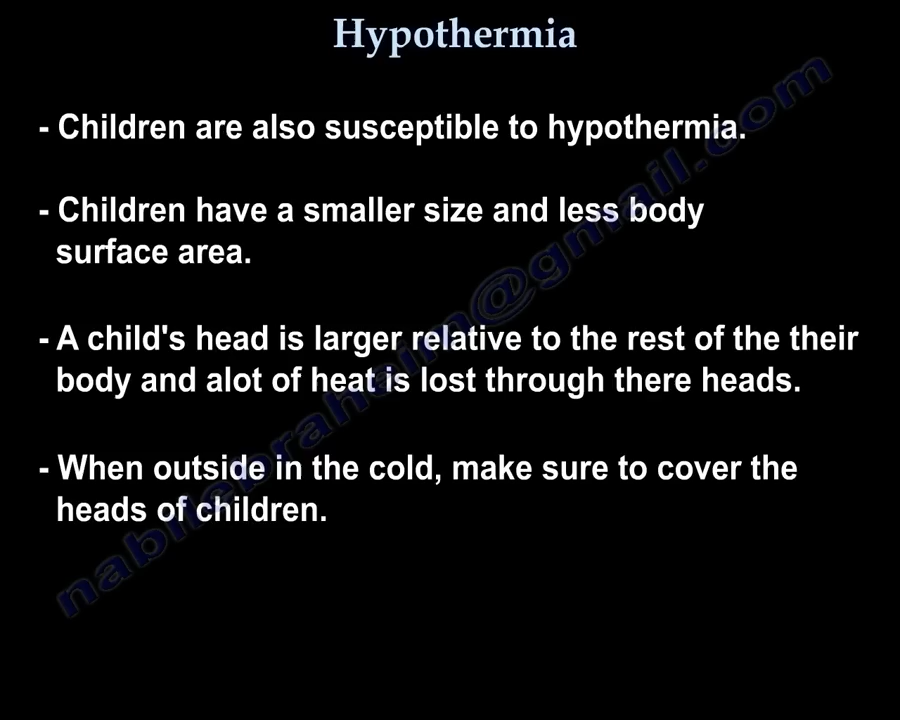 Hypothermia
- Children are also susceptible to hypothermia.
- Children have a smaller size and less body
surface area.
- A child's head is larger relative to the rest of the their
body and alot of heat is lost through there heads.
- When outside in the cold, make sure to cover the
heads of children.
nabilebraheim@gmail.com